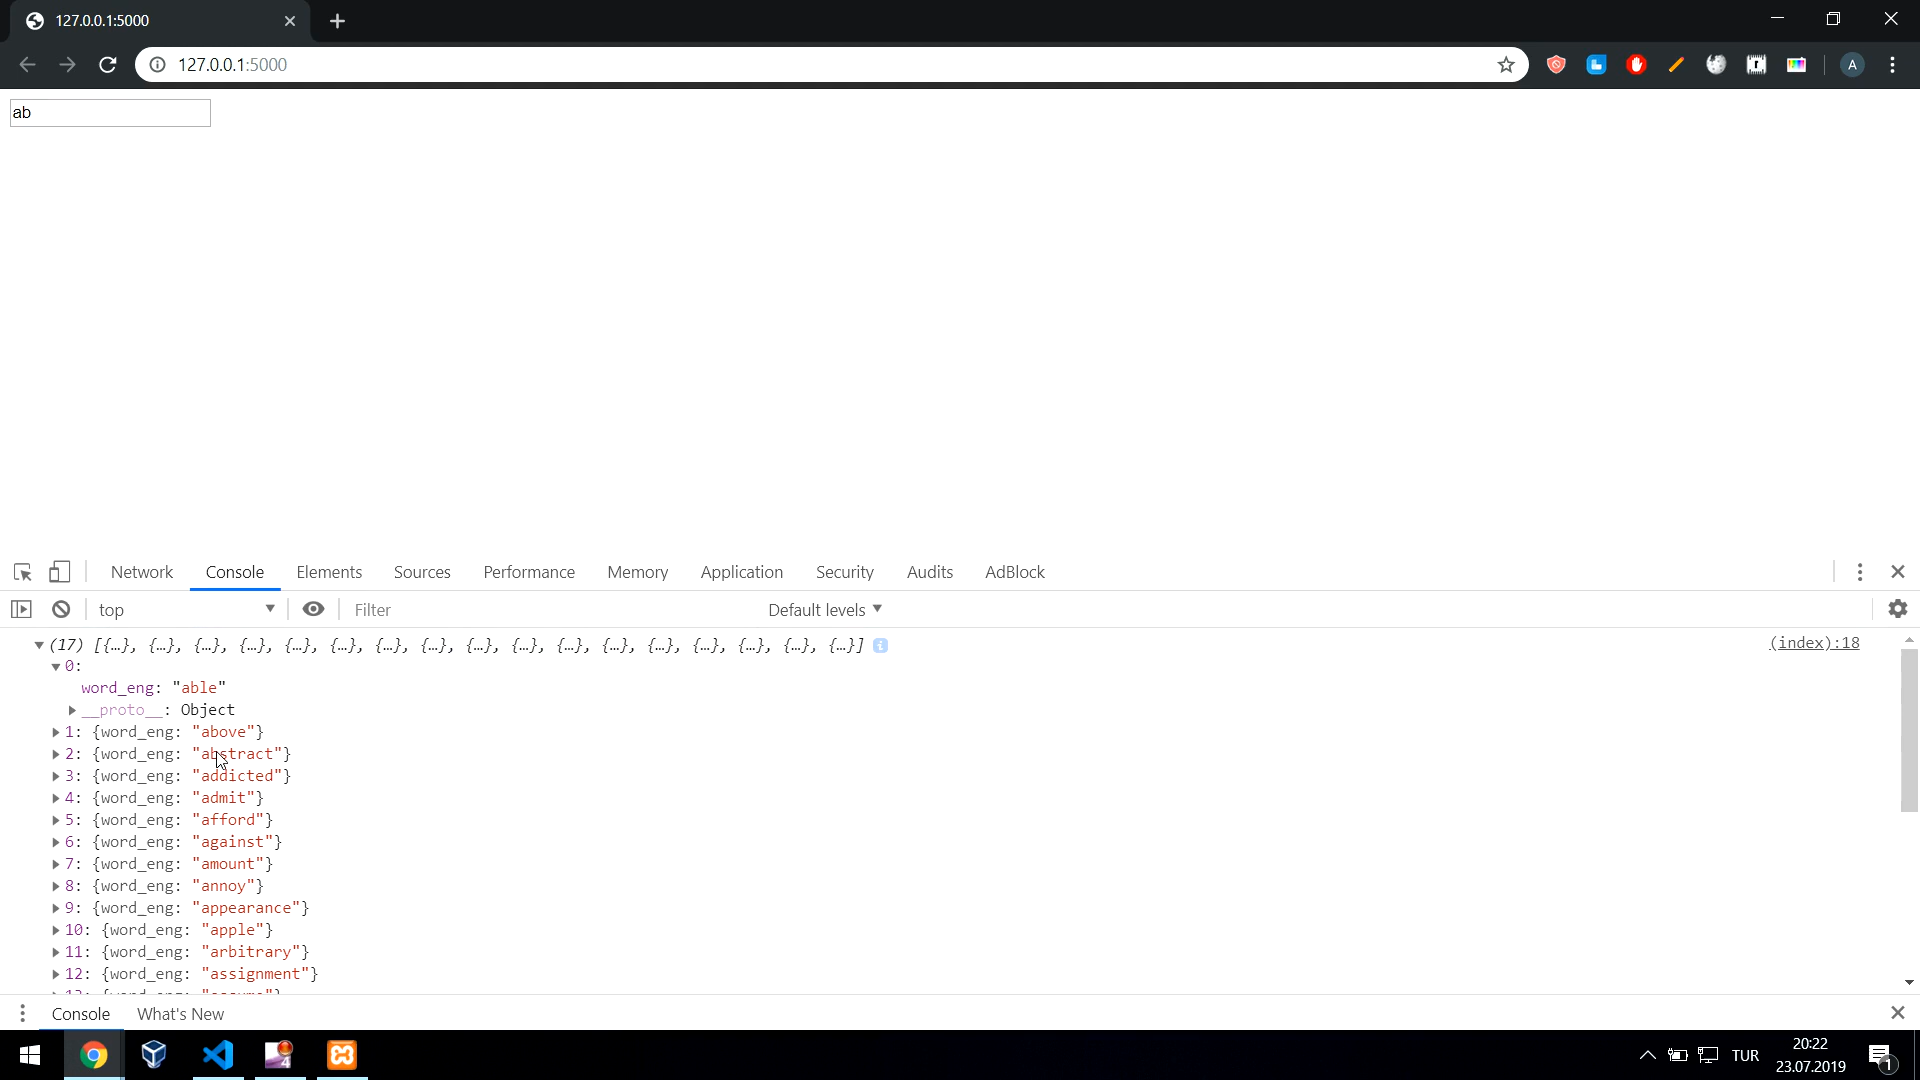 127.0.0.1:5000
127.0.0.1:5000
A
ab
Network Console Elements Sources Performance Memory Application Security Audits AdBlock
top Filter Default levels
(17) [{…}, {…}, {…}, {…}, {…}, {…}, {…}, {…}, {…}, {…}, {…}, {…}, {…}, {…}, {…}, {…}, {…}] i (index):18
0:
word_eng: "able"
__proto__: Object
1: {word_eng: "above"}
2: {word_eng: "abstract"}
3: {word_eng: "addicted"}
4: {word_eng: "admit"}
5: {word_eng: "afford"}
6: {word_eng: "against"}
7: {word_eng: "amount"}
8: {word_eng: "annoy"}
9: {word_eng: "appearance"}
10: {word_eng: "apple"}
11: {word_eng: "arbitrary"}
12: {word_eng: "assignment"}
Console What's New
4 TUR 20:22
23.07.2019 1